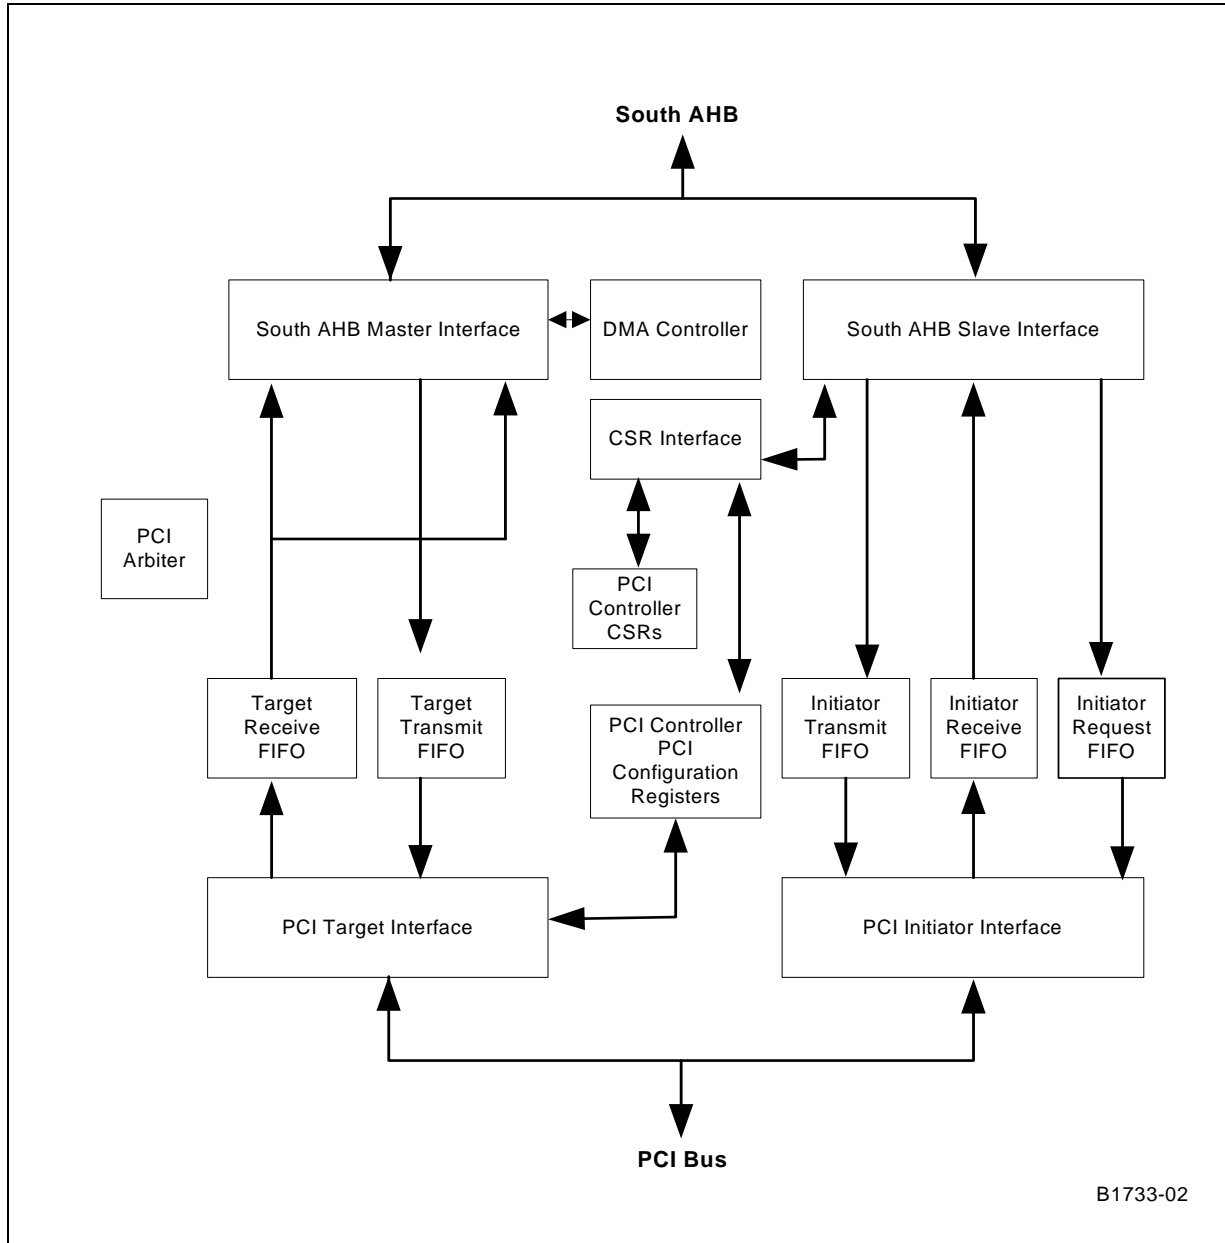 South AHB
South AHB Master Interface
DMA Controller
South AHB Slave Interface
CSR Interface
PCI
Arbiter
PCI
Controller
CSRs
Target
Receive
FIFO
Target
Transmit
FIFO
PCI Controller
PCI
Configuration
Registers
Initiator
Transmit
FIFO
Initiator
Receive
FIFO
Initiator
Request
FIFO
PCI Target Interface
PCI Initiator Interface
PCI Bus
B1733-02